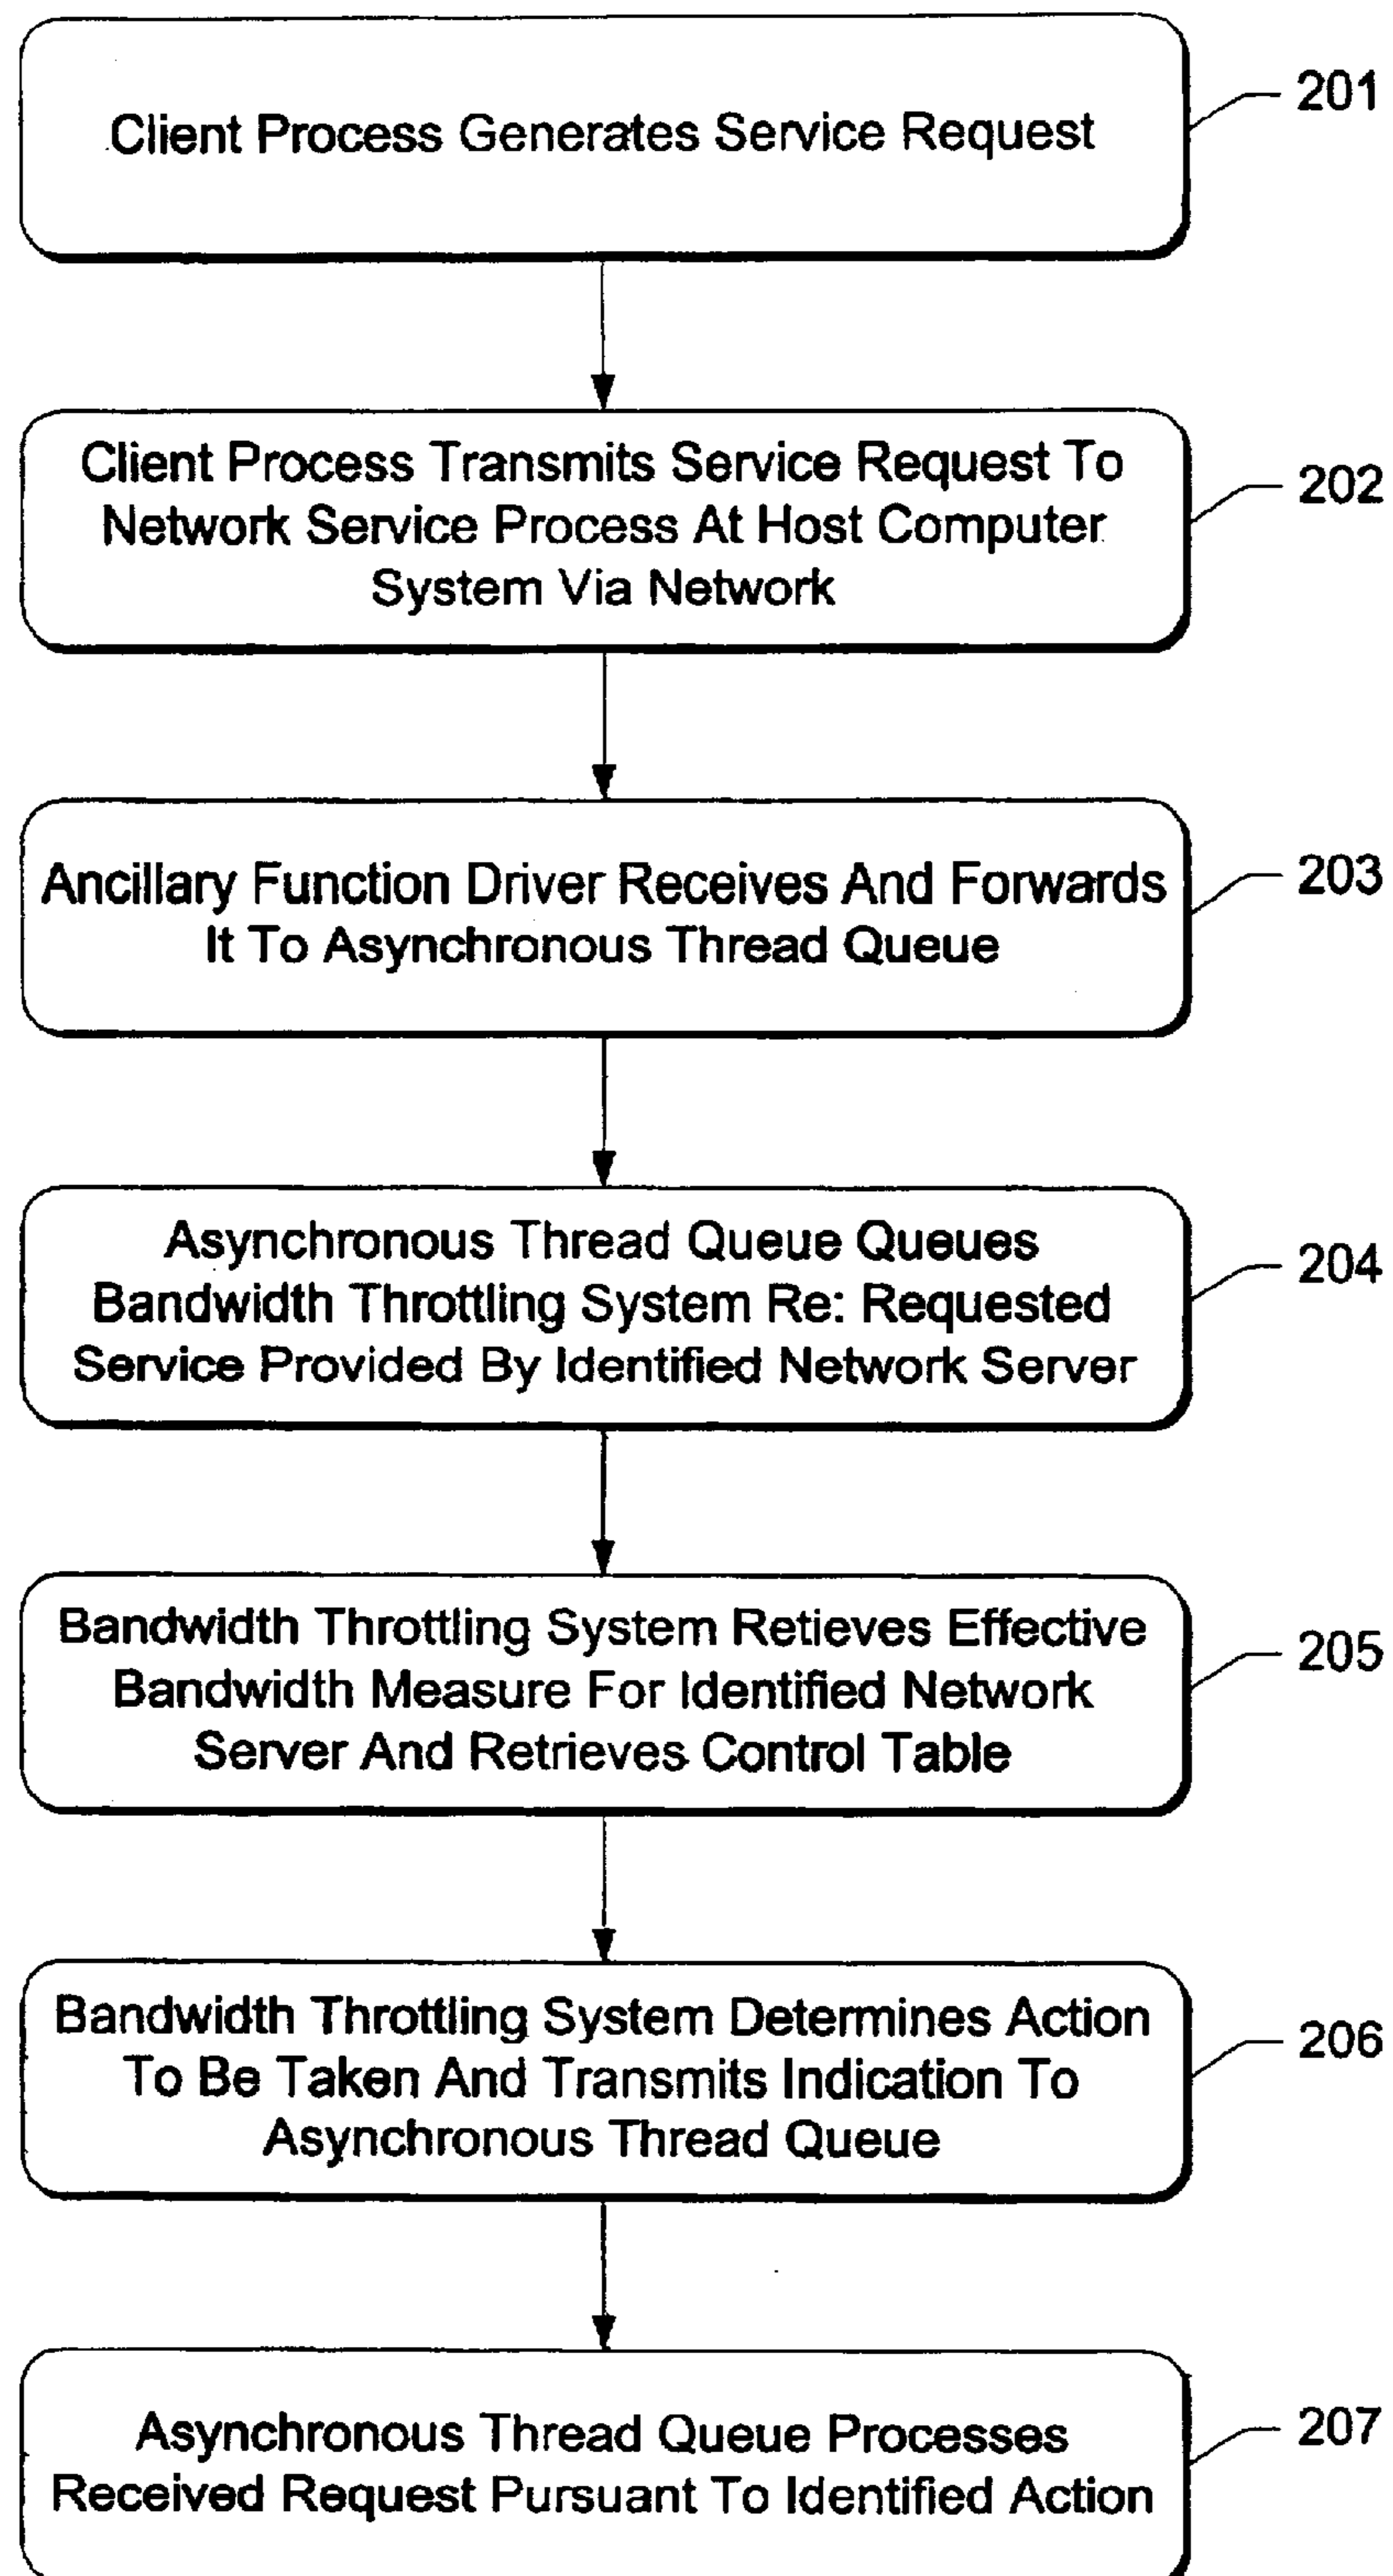 Client Process Generates Service Request
201
Client Process Transmits Service Request To
Network Service Process At Host Computer
System Via Network
202
Ancillary Function Driver Receives And Forwards
It To Asynchronous Thread Queue
203
Asynchronous Thread Queue Queues
Bandwidth Throttling System Re: Requested
Service Provided By Identified Network Server
204
Bandwidth Throttling System Retieves Effective
Bandwidth Measure For Identified Network
Server And Retrieves Control Table
205
Bandwidth Throttling System Determines Action
To Be Taken And Transmits Indication To
Asynchronous Thread Queue
206
Asynchronous Thread Queue Processes
Received Request Pursuant To Identified Action
207